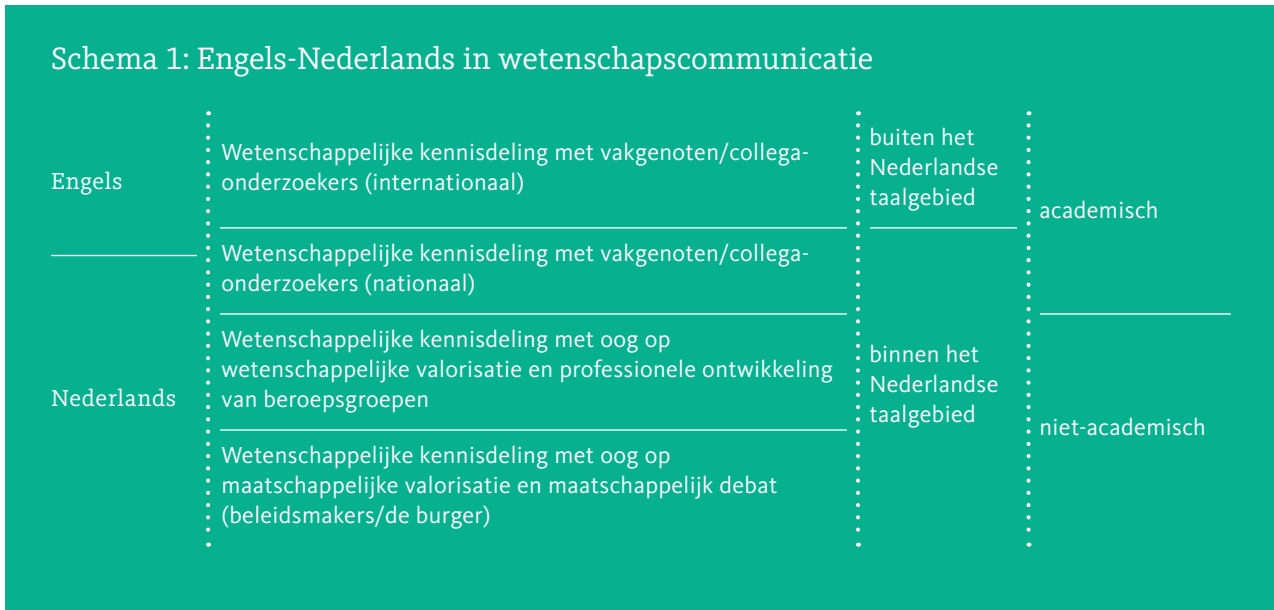 Schema 1: Engels-Nederlands in wetenschapscommunicatie
Engels
Wetenschappelijke kennisdeling met vakgenoten/collega-
onderzoekers (internationaal)
buiten het
Nederlandse
taalgebied
academisch
Wetenschappelijke kennisdeling met vakgenoten/collega-
onderzoekers (nationaal)
Nederlands
Wetenschappelijke kennisdeling met oog op
wetenschappelijke valorisatie en professionele ontwikkeling
van beroepsgroepen
binnen het
Nederlandse
taalgebied
niet-academisch
Wetenschappelijke kennisdeling met oog op
maatschappelijke valorisatie en maatschappelijk debat
(beleidsmakers/de burger)